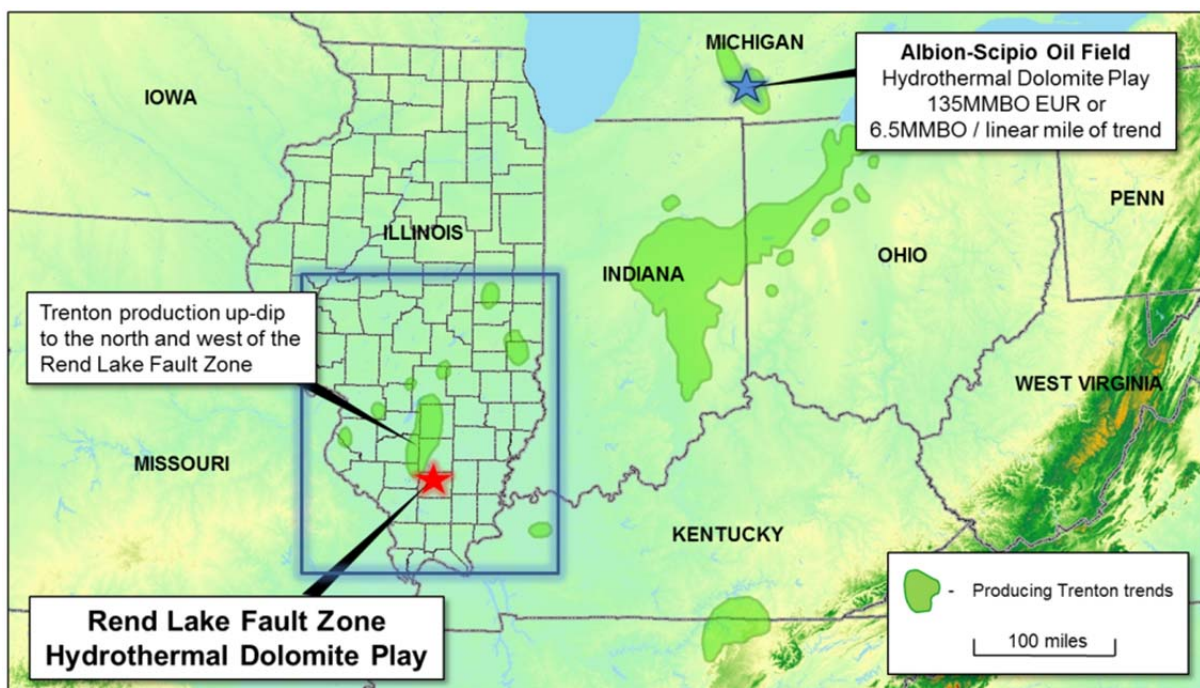 MICHIGAN
Albion-Scipio Oil Field
Hydrothermal Dolomite Play
135MMBO EUR or
6.5MMBO / linear mile of trend
IOWA
PENN
ILLINOIS
OHIO
INDIANA
Trenton production up-dip
to the north and west of the
Rend Lake Fault Zone
WEST VIRGINIA
MISSOURI
KENTUCKY
Rend Lake Fault Zone
Hydrothermal Dolomite Play
- Producing Trenton trends
100 miles